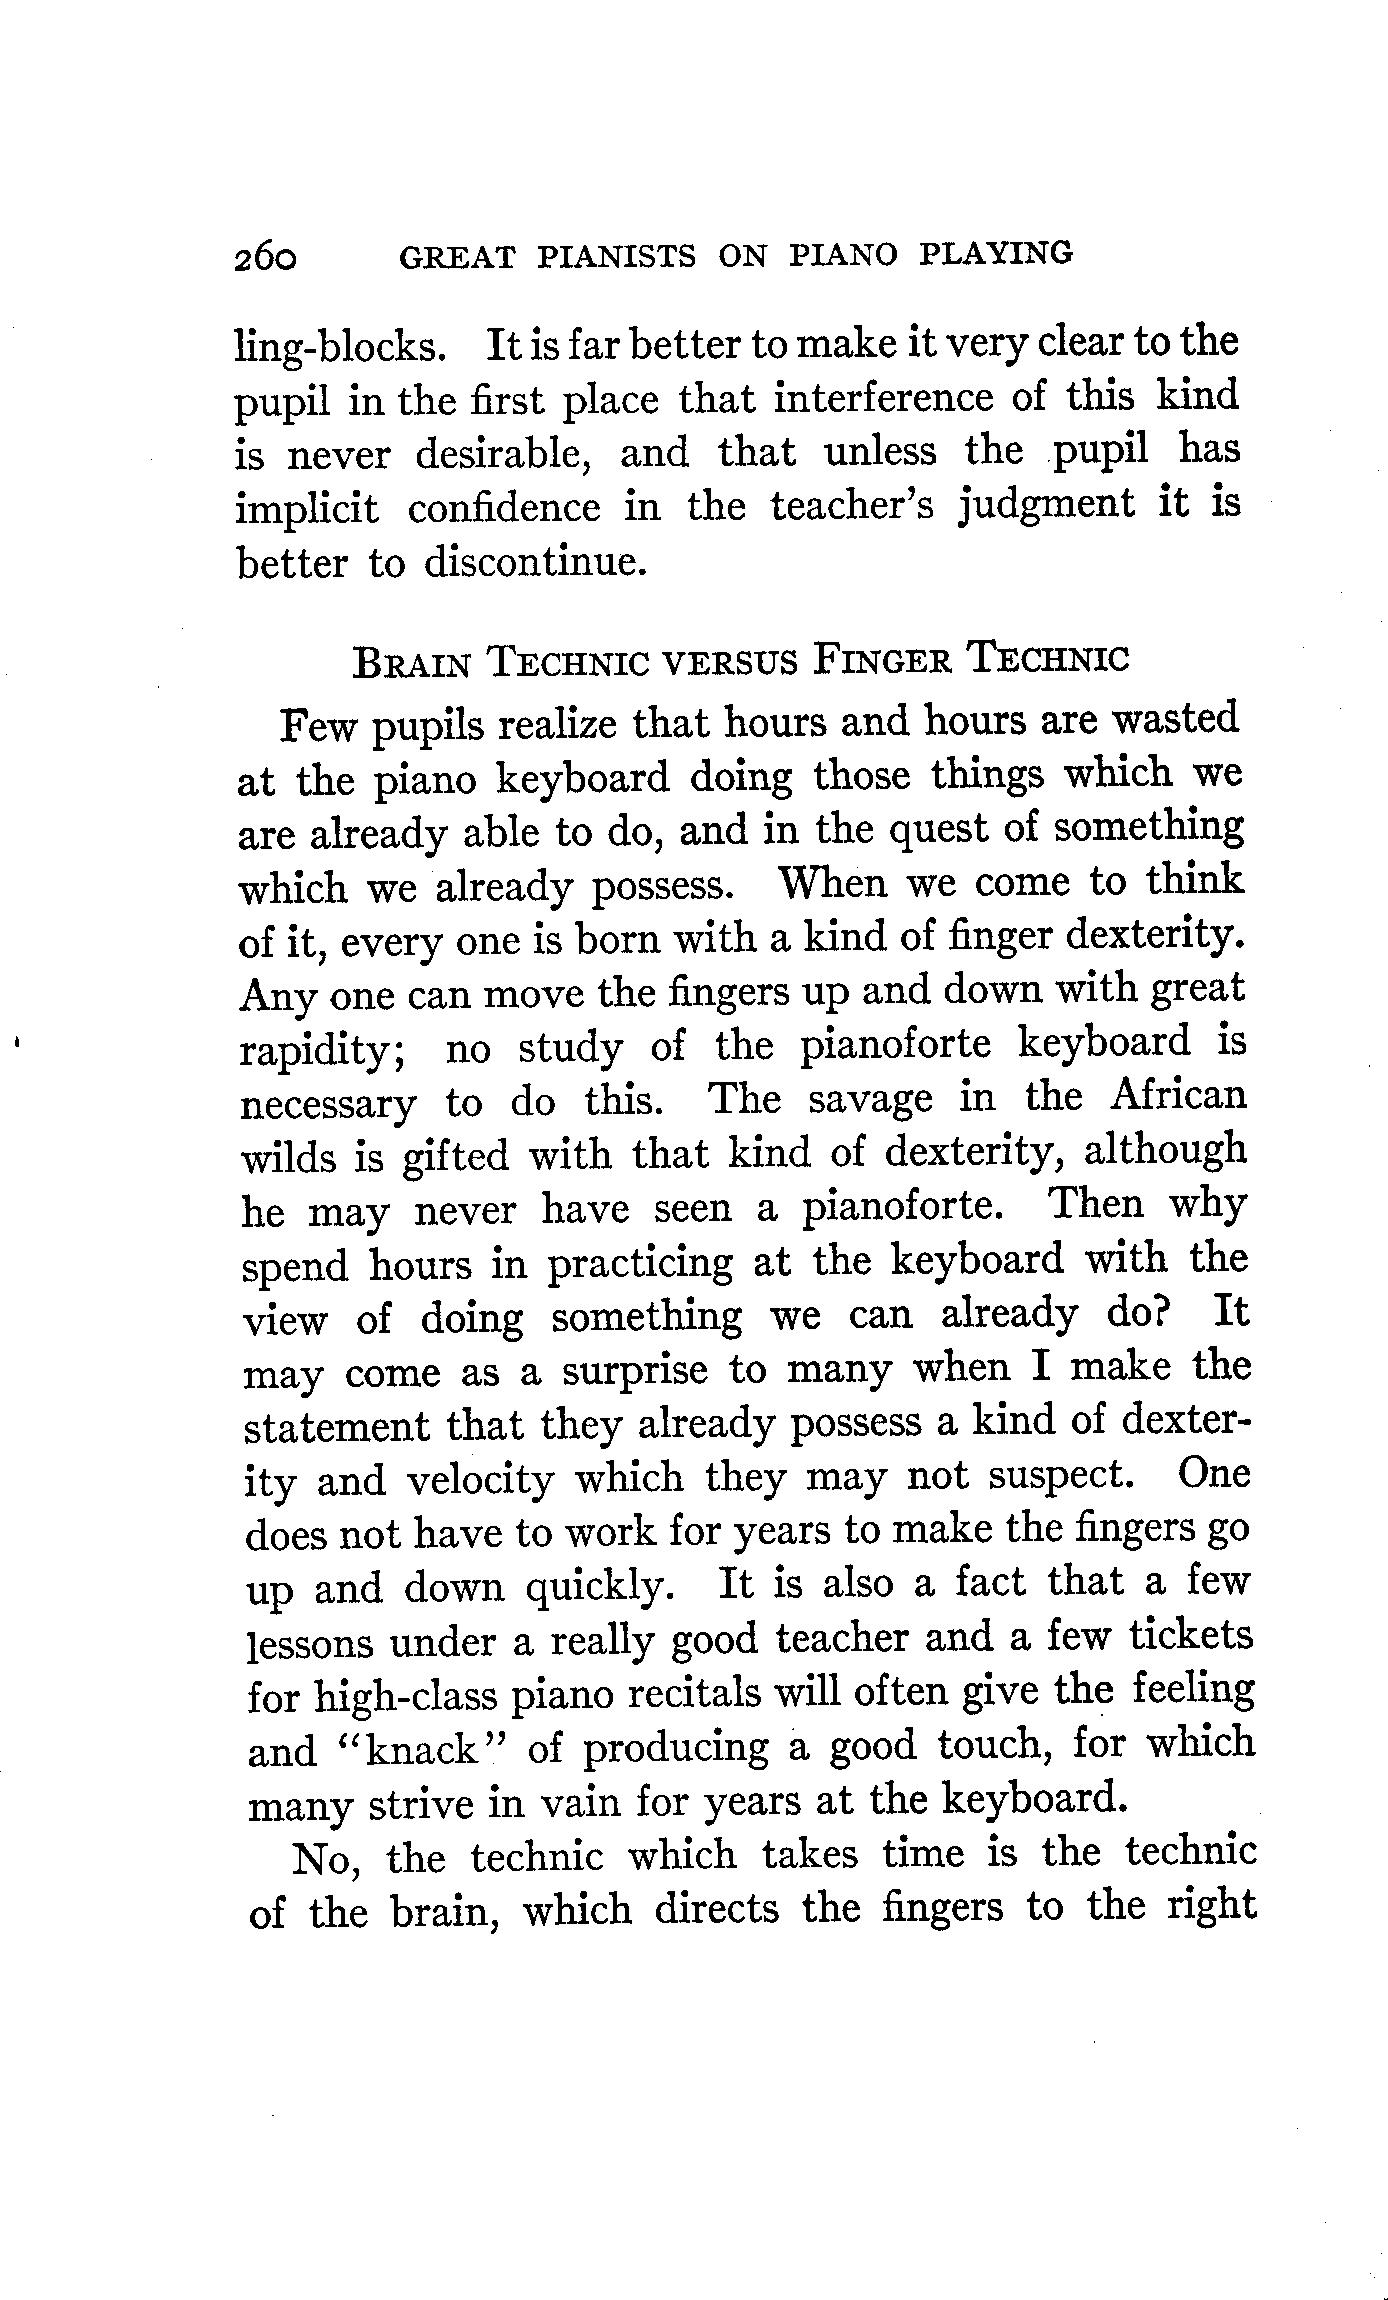 260 GREAT PIANISTS ON PIANO PLAYING
ling-blocks. It is far better to make it very clear to the
pupil in the first place that interference of this kind
is never desirable, and that unless the pupil has
implicit confidence in the teacher's judgment it is
better to discontinue.
BRAIN TECHNIC VERSUS FINGER TECHNIC
Few pupils realize that hours and hours are wasted
at the piano keyboard doing those things which we
are already able to do, and in the quest of something
which we already possess. When we come to think
of it, every one is born with a kind of finger dexterity.
Any one can move the fingers up and down with great
rapidity; no study of the pianoforte keyboard is
necessary to do this. The savage in the African
wilds is gifted with that kind of dexterity, although
he may never have seen a pianoforte. Then why
spend hours in practicing at the keyboard with the
view of doing something we can already do? It
may come as a surprise to many when I make the
statement that they already possess a kind of dexter-
ity and velocity which they may not suspect. One
does not have to work for years to make the fingers go
up and down quickly. It is also a fact that a few
lessons under a really good teacher and a few tickets
for high-class piano recitals will often give the feeling
and "knack" of producing a good touch, for which
many strive in vain for years at the keyboard.
No, the technic which takes time is the technic
of the brain, which directs the fingers to the right